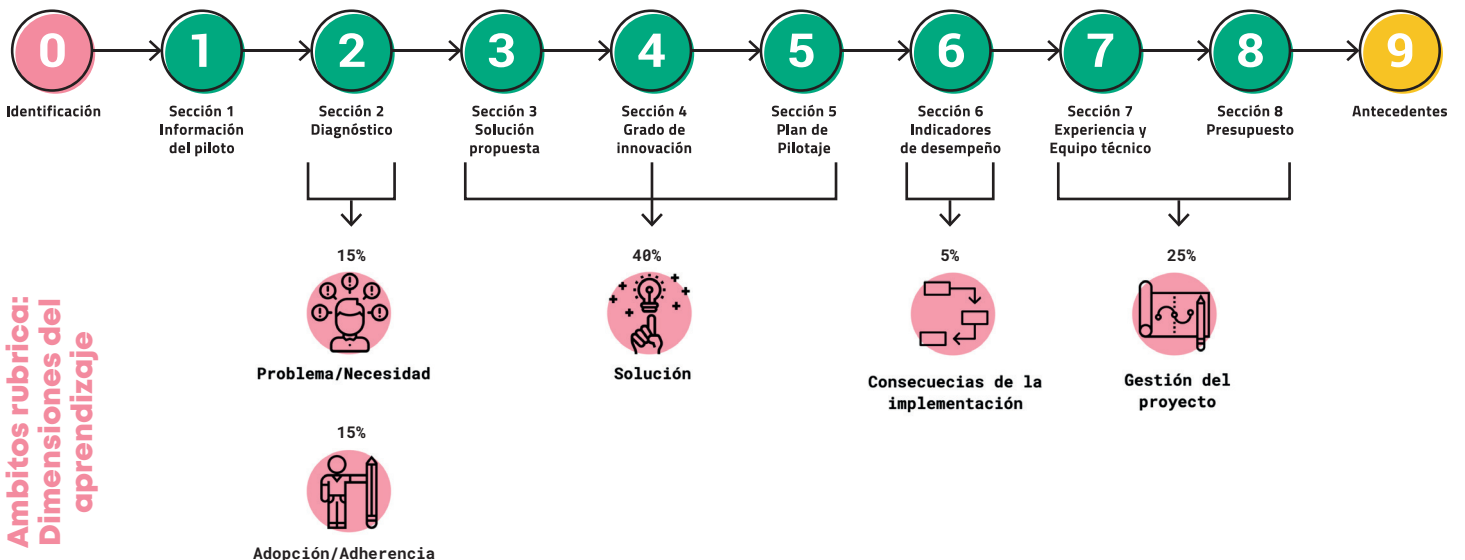 0
1
2
3
4
5
6
7
8
9
Identificación
Sección 1
Información
del piloto
Sección 2
Diagnóstico
Sección 3
Solución
propuesta
Sección 4
Grado de
innovación
Sección 5
Plan de
Pilotaje
Sección 6
Indicadores
de desempeño
Sección 7
Experiencia y
Equipo técnico
Sección 8
Presupuesto
Antecedentes
Ambitos rubrica:
Dimensiones del
aprendizaje
15%
Problema/Necesidad
15%
Adopción/Adherencia
40%
Solución
5%
Consecuecias de la
implementación
25%
Gestión del
proyecto